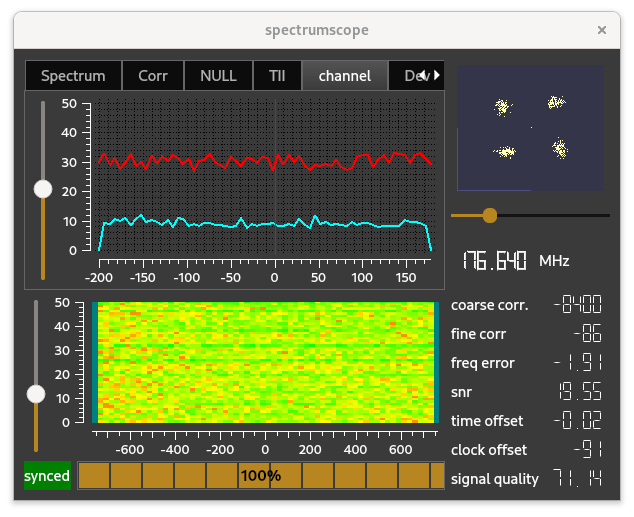 spectrumscope ×
Spectrum Corr NULL TII channel Dev
50
40
30
20
10
0
-200 -150 -100 -50 0 50 100 150
176.640 MHz
50
40
30
20
10
0
-600 -400 -200 0 200 400 600
coarse corr. -8400
fine corr -86
freq error -1.91
snr 19.55
time offset -0.02
clock offset -91
signal quality 71.14
synced 100%